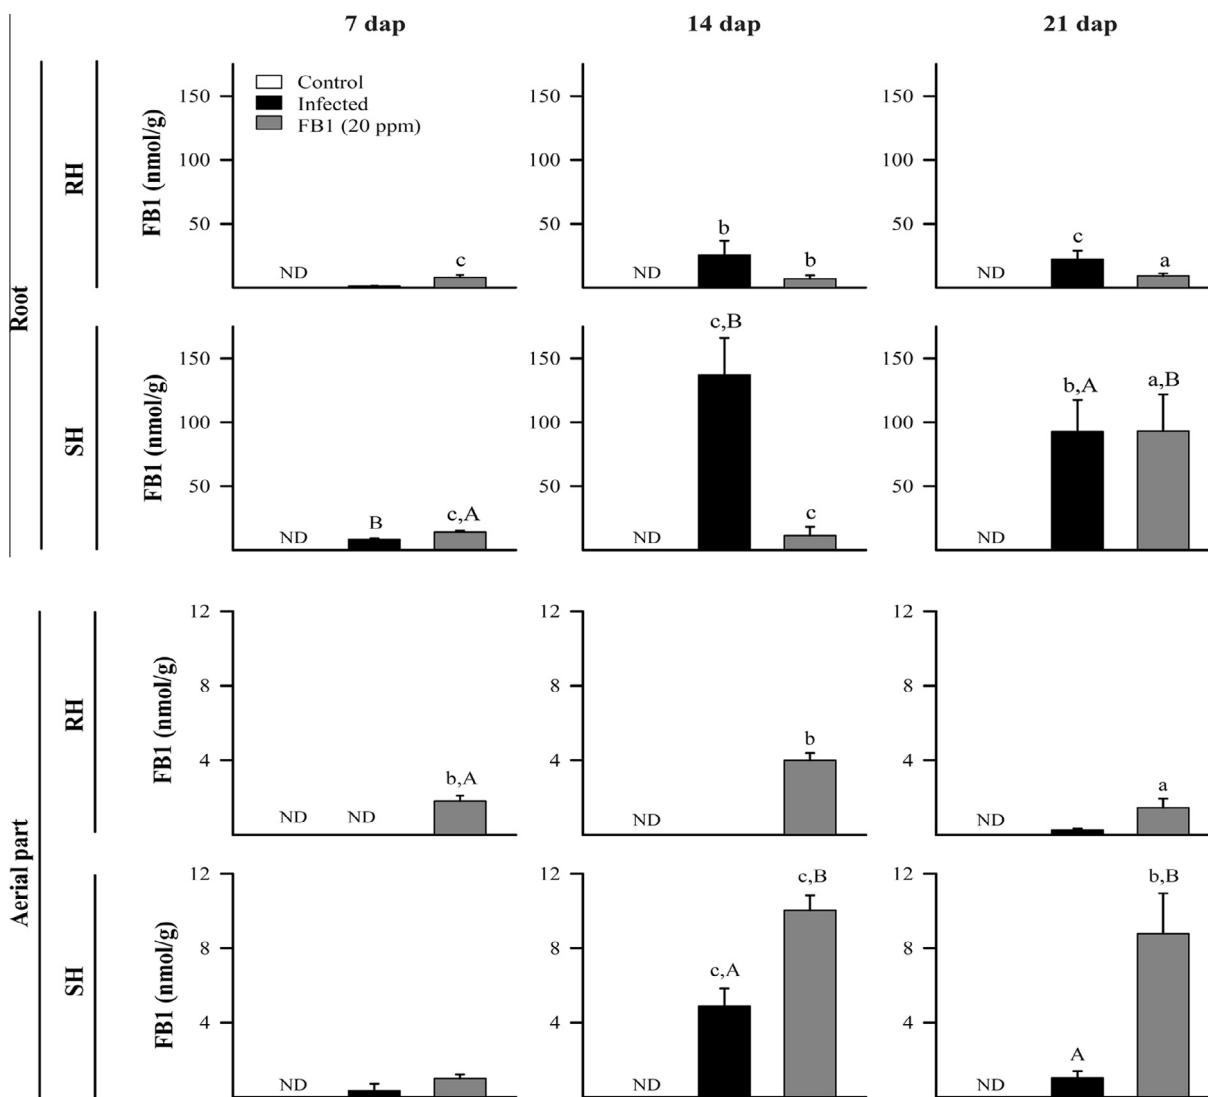 7 dap 14 dap 21 dap
Root
RH
FB1 (nmol/g)
150
100
50
Control
Infected
FB1 (20 ppm)
ND
c
150
100
50
ND
b
b
150
100
50
ND
c
a
SH
FB1 (nmol/g)
150
100
50
ND
B
c,A
150
100
50
ND
c,B
c
150
100
50
ND
b,A
a,B
Aerial part
RH
FB1 (nmol/g)
12
8
4
ND
ND
b,A
12
8
4
ND
b
12
8
4
ND
a
SH
FB1 (nmol/g)
12
8
4
ND
12
8
4
ND
c,A
c,B
12
8
4
ND
A
b,B